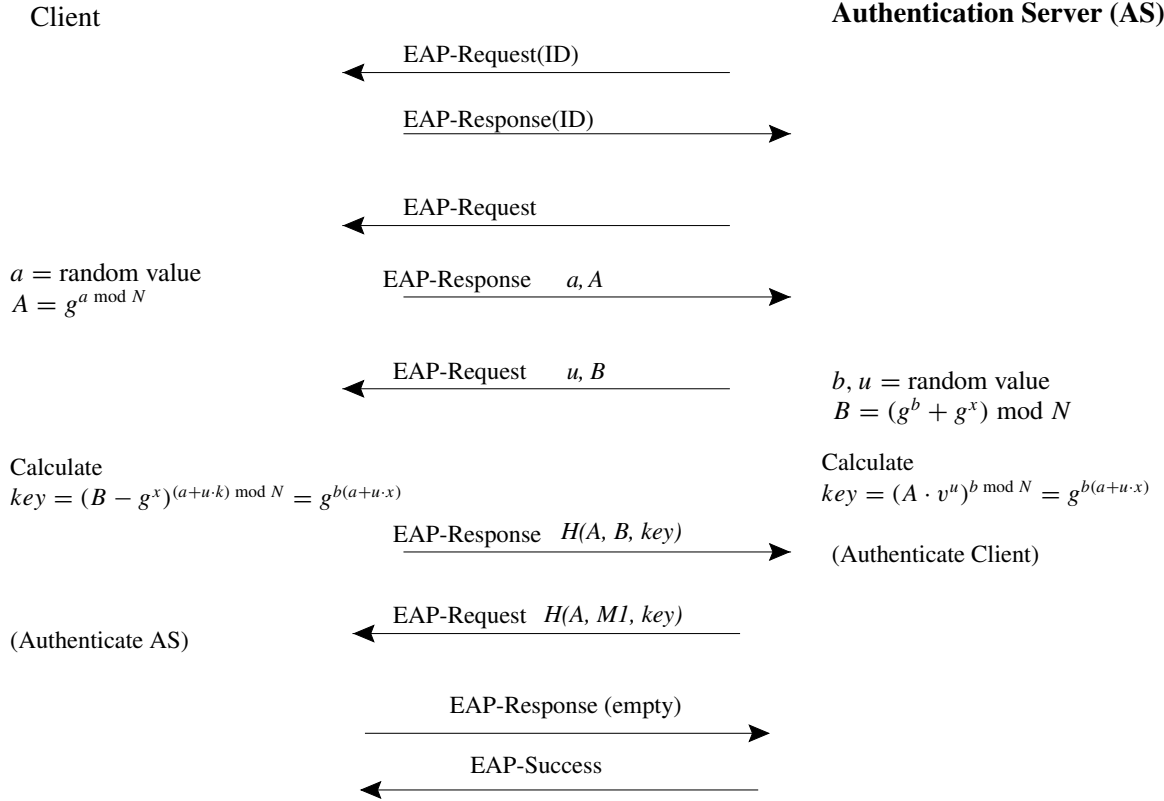 Client
Authentication Server (AS)
EAP-Request(ID)
EAP-Response(ID)
EAP-Request
a = random value
A = g^{a mod N}
EAP-Response a, A
EAP-Request u, B
b, u = random value
B = (g^b + g^x) mod N
Calculate
key = (B − g^x)^{(a+u·k) mod N} = g^{b(a+u·x)}
Calculate
key = (A · v^u)^{b mod N} = g^{b(a+u·x)}
EAP-Response H(A, B, key)
(Authenticate Client)
EAP-Request H(A, M1, key)
(Authenticate AS)
EAP-Response (empty)
EAP-Success